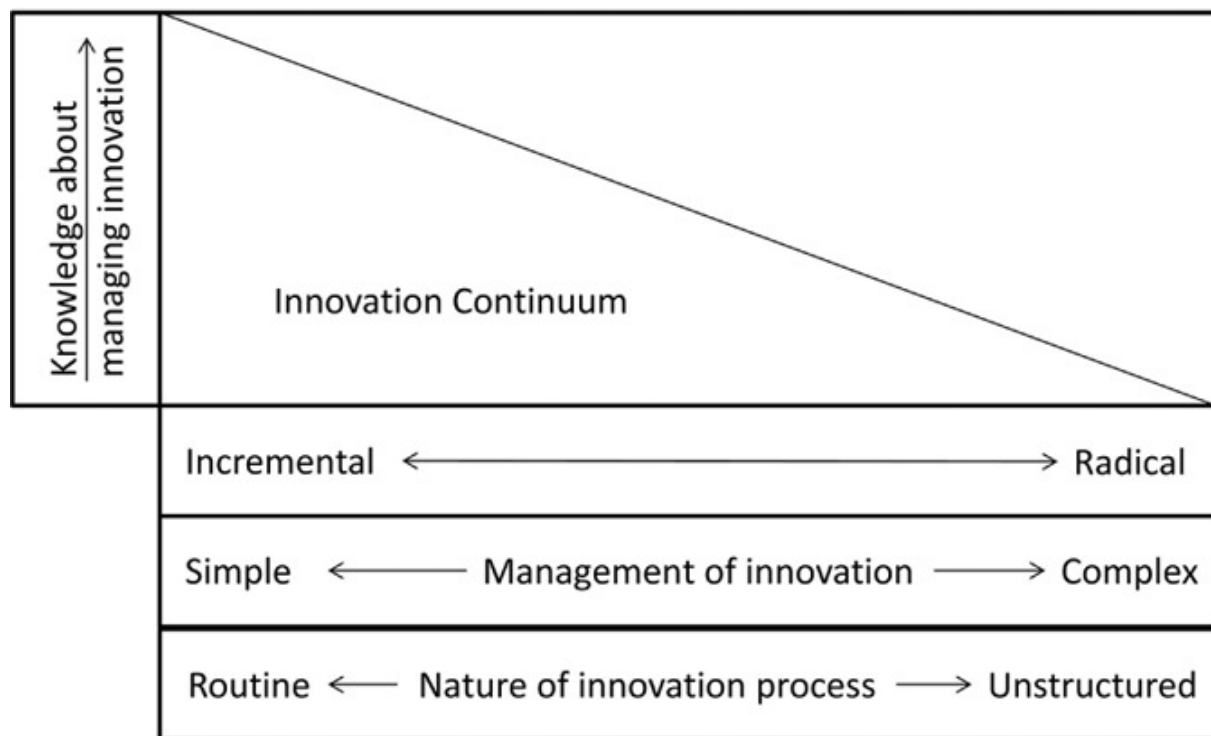 Knowledge about
managing innovation
Innovation Continuum
Incremental Radical
Simple Management of innovation Complex
Routine Nature of innovation process Unstructured